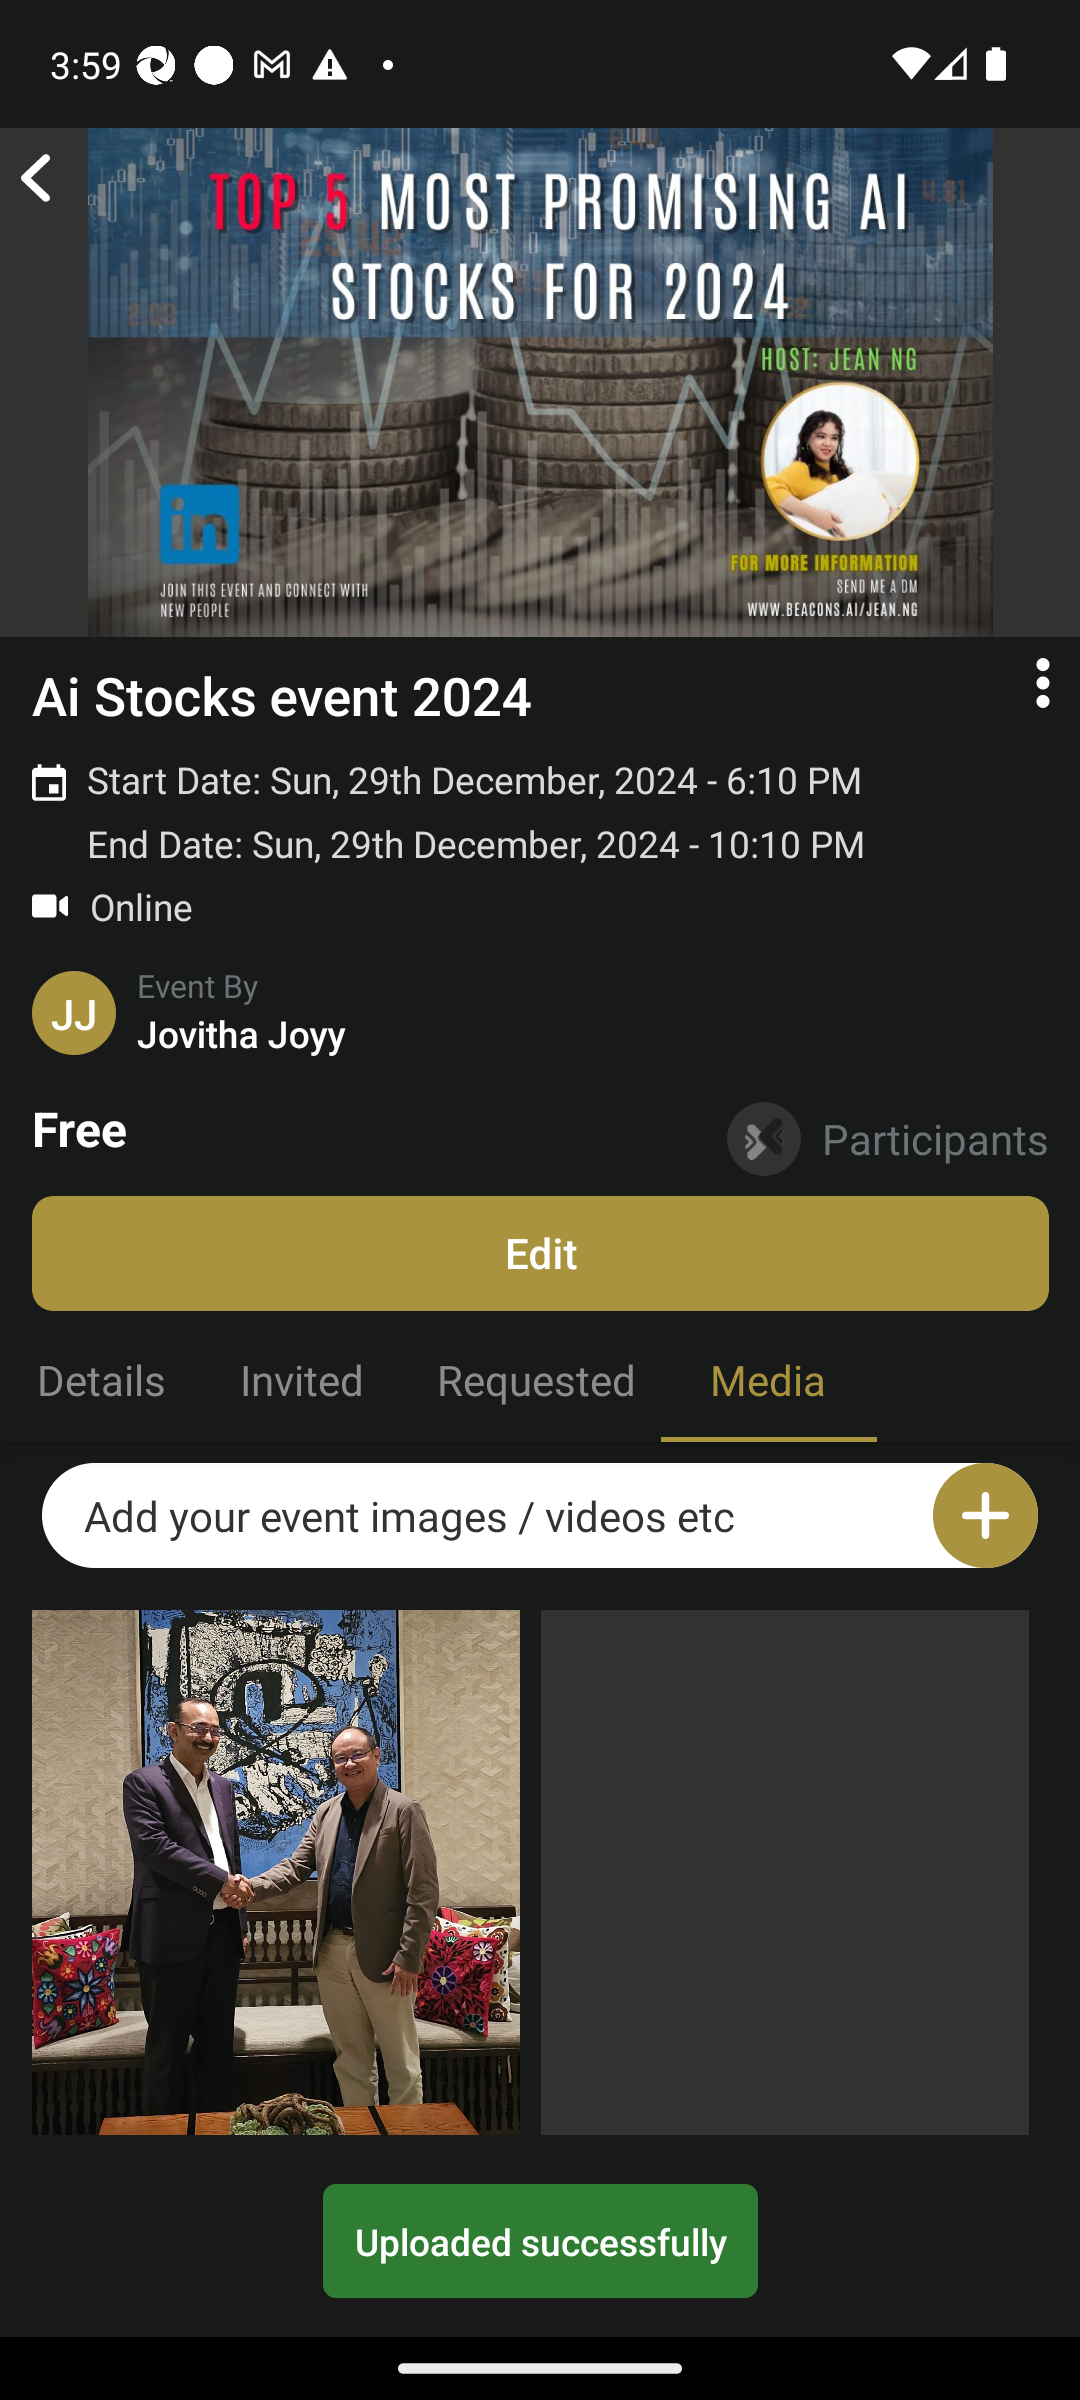 3:59
TOP 5 MOST PROMISING AI
STOCKS FOR 2024
HOST: JEAN NG
in
JOIN THIS EVENT AND CONNECT WITH
NEW PEOPLE
FOR MORE INFORMATION
SEND ME A DM
WWW.BEACONS.AI/JEAN.NG
Ai Stocks event 2024
Start Date: Sun, 29th December, 2024 - 6:10 PM
End Date: Sun, 29th December, 2024 - 10:10 PM
Online
JJ
Event By
Jovitha Joyy
Free
Participants
Edit
Details Invited Requested Media
Add your event images / videos etc
Uploaded successfully